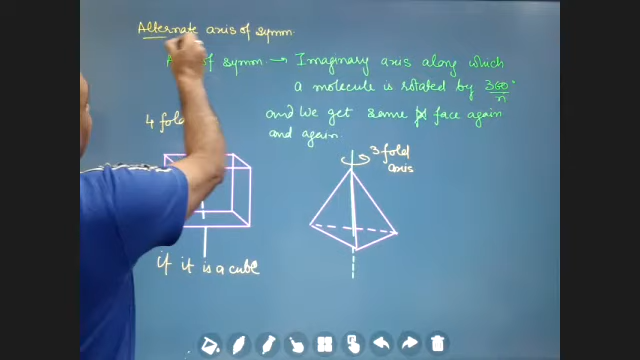 Alternate axis of symm.
of symm. → Imaginary axis along which
a molecule is rotated by 360°/n
and we get same face again
and again.
4 fold
3 fold
axis
if it is a cube